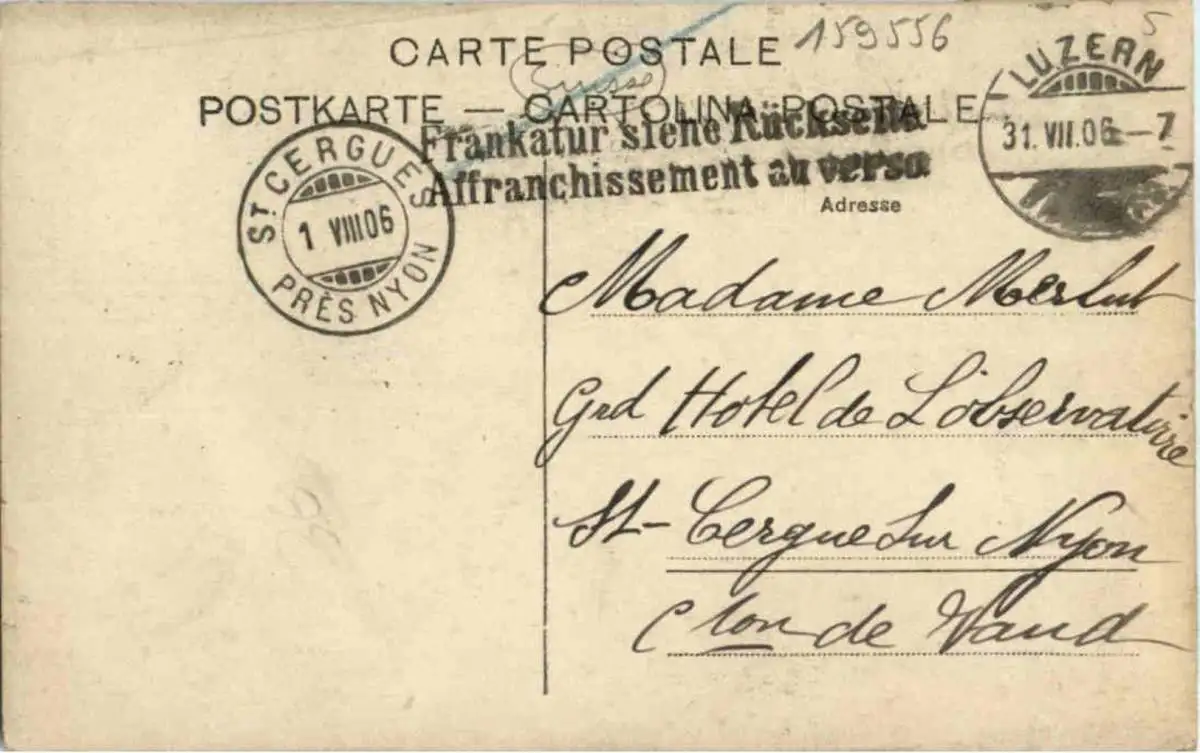 CARTE POSTALE
159556
5
Suisse
POSTKARTE — CARTOLINA POSTALE
Frankatur siehe Rückseite
Affranchissement au verso
LUZERN
31. VII. 06 – 7
ST. CERGUES
1 VIII 06
PRÈS NYON
Adresse
Madame
Grd Hotel de L'observatoire
St-Cergue sur Nyon
Cton de Vaud